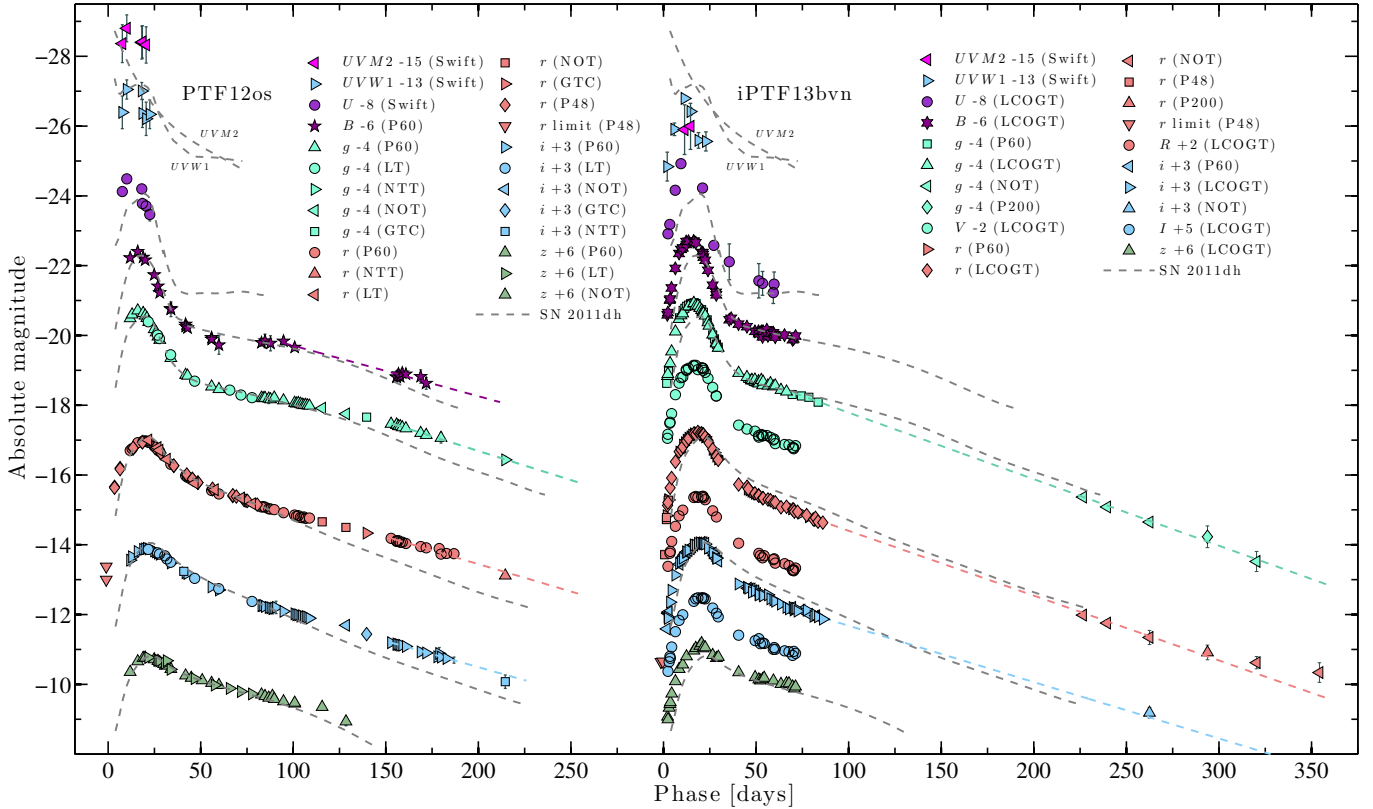 PTF12os
UVM2 -15 (Swift)
UVW1 -13 (Swift)
U -8 (Swift)
B -6 (P60)
g -4 (P60)
g -4 (LT)
g -4 (NTT)
g -4 (NOT)
g -4 (GTC)
r (P60)
r (NTT)
r (LT)
r (NOT)
r (GTC)
r (P48)
r limit (P48)
i +3 (P60)
i +3 (LT)
i +3 (NOT)
i +3 (GTC)
i +3 (NTT)
z +6 (P60)
z +6 (LT)
z +6 (NOT)
SN 2011dh
UVM2
UVW1
iPTF13bvn
UVM2 -15 (Swift)
UVW1 -13 (Swift)
U -8 (LCOGT)
B -6 (LCOGT)
g -4 (P60)
g -4 (LCOGT)
g -4 (NOT)
g -4 (P200)
V -2 (LCOGT)
r (P60)
r (LCOGT)
r (NOT)
r (P48)
r (P200)
r limit (P48)
R +2 (LCOGT)
i +3 (P60)
i +3 (LCOGT)
i +3 (NOT)
I +5 (LCOGT)
z +6 (LCOGT)
SN 2011dh
UVM2
UVW1
Absolute magnitude
−28
−26
−24
−22
−20
−18
−16
−14
−12
−10
0 50 100 150 200 250 0 50 100 150 200 250 300 350
Phase [days]